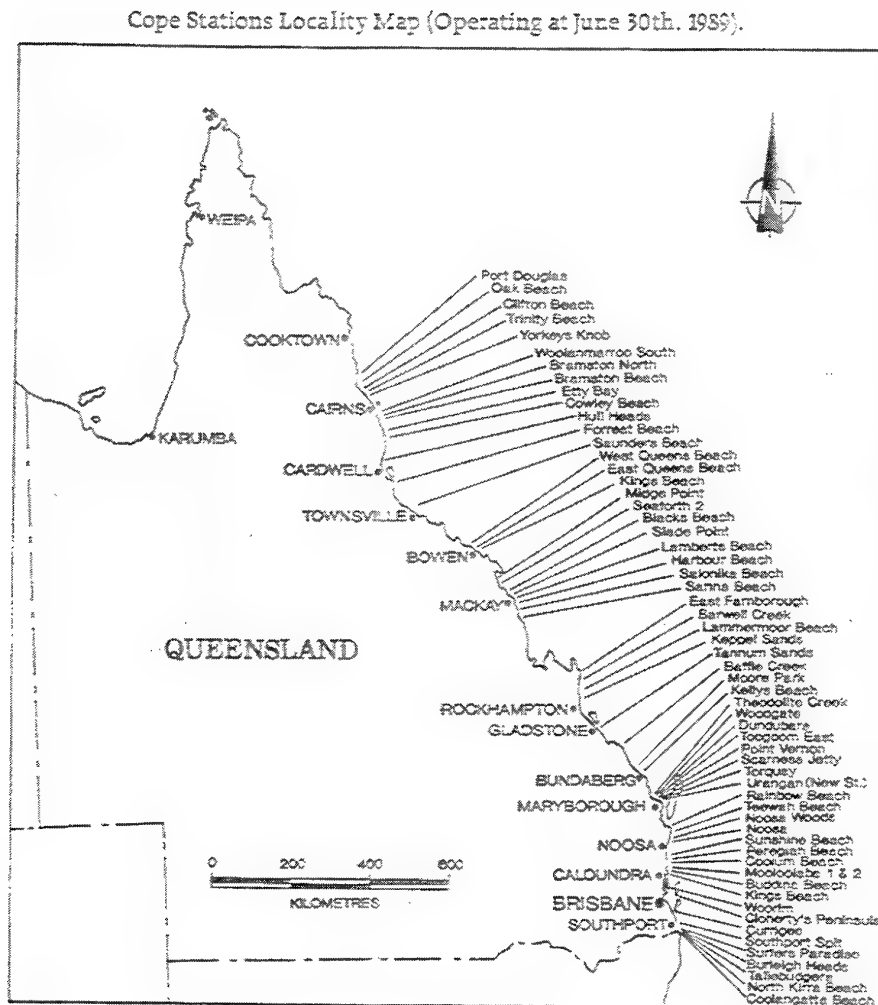 Cope Stations Locality Map (Operating at June 30th. 1989).
N
WEIPA
COOKTOWN
CAIRNS
KARUMBA
CARDWELL
TOWNSVILLE
BOWEN
MACKAY
QUEENSLAND
ROCKHAMPTON
GLADSTONE
BUNDABERG
MARYBOROUGH
NOOSA
CALOUNDRA
BRISBANE
SOUTHPORT
0 200 400 600
KILOMETRES
Port Douglas
Oak Beach
Clifton Beach
Trinity Beach
Yorkeys Knob
South
Bramston North
Bramston Beach
Etty Bay
Cowley Beach
Hull Heads
Forrest Beach
Saunders Beach
West Queens Beach
East Queens Beach
Kings Beach
Midge Point
Seaforth 2
Blacks Beach
Slade Point
Lamberts Beach
Harbour Beach
Salonika Beach
Beach
East Farnborough
Barwell Creek
Lammermoor Beach
Keppel Sands
Tannum Sands
Baffle Creek
Moore Park
Kellys Beach
Theodolite Creek
Woodgate
Dundubara
Toogoom East
Point Vernon
Scarness Jetty
Torquay
Urangan (New St.)
Rainbow Beach
Teewah Beach
Noosa Woods
Noosa
Sunshine Beach
Peregian Beach
Coolum Beach
Mooloolaba 1 & 2
Buddina Beach
Kings Beach
Woorim
Cloherty's Peninsula
Currigee
Southport Spit
Surfers Paradise
Burleigh Heads
Tallebudgera
North Kirra Beach
Coolangatta Beach